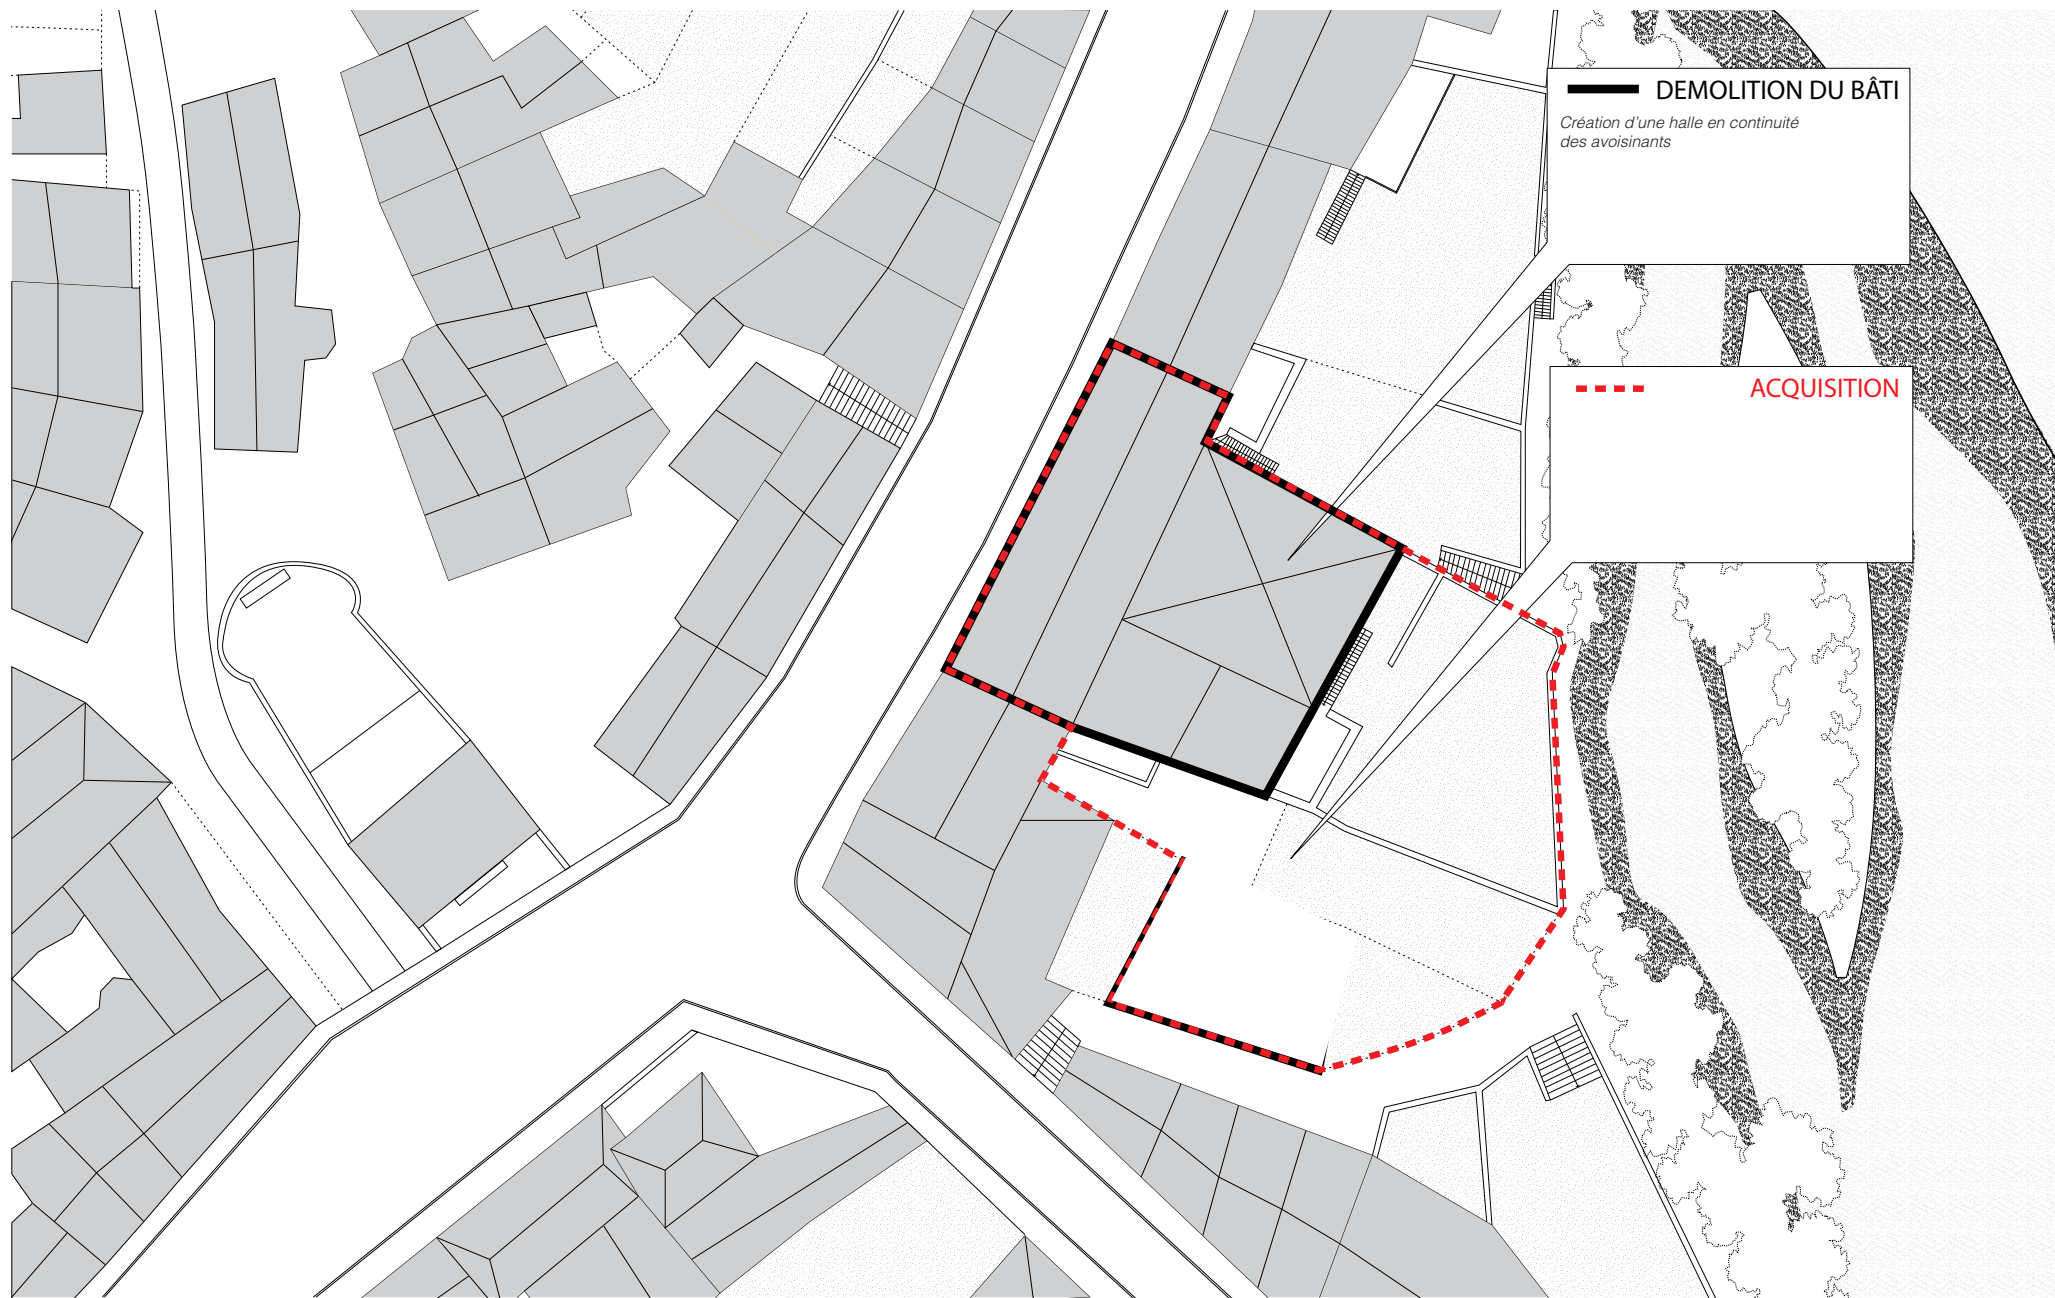 DEMOLITION DU BÂTI
Création d'une halle en continuité
des avoisinants
ACQUISITION